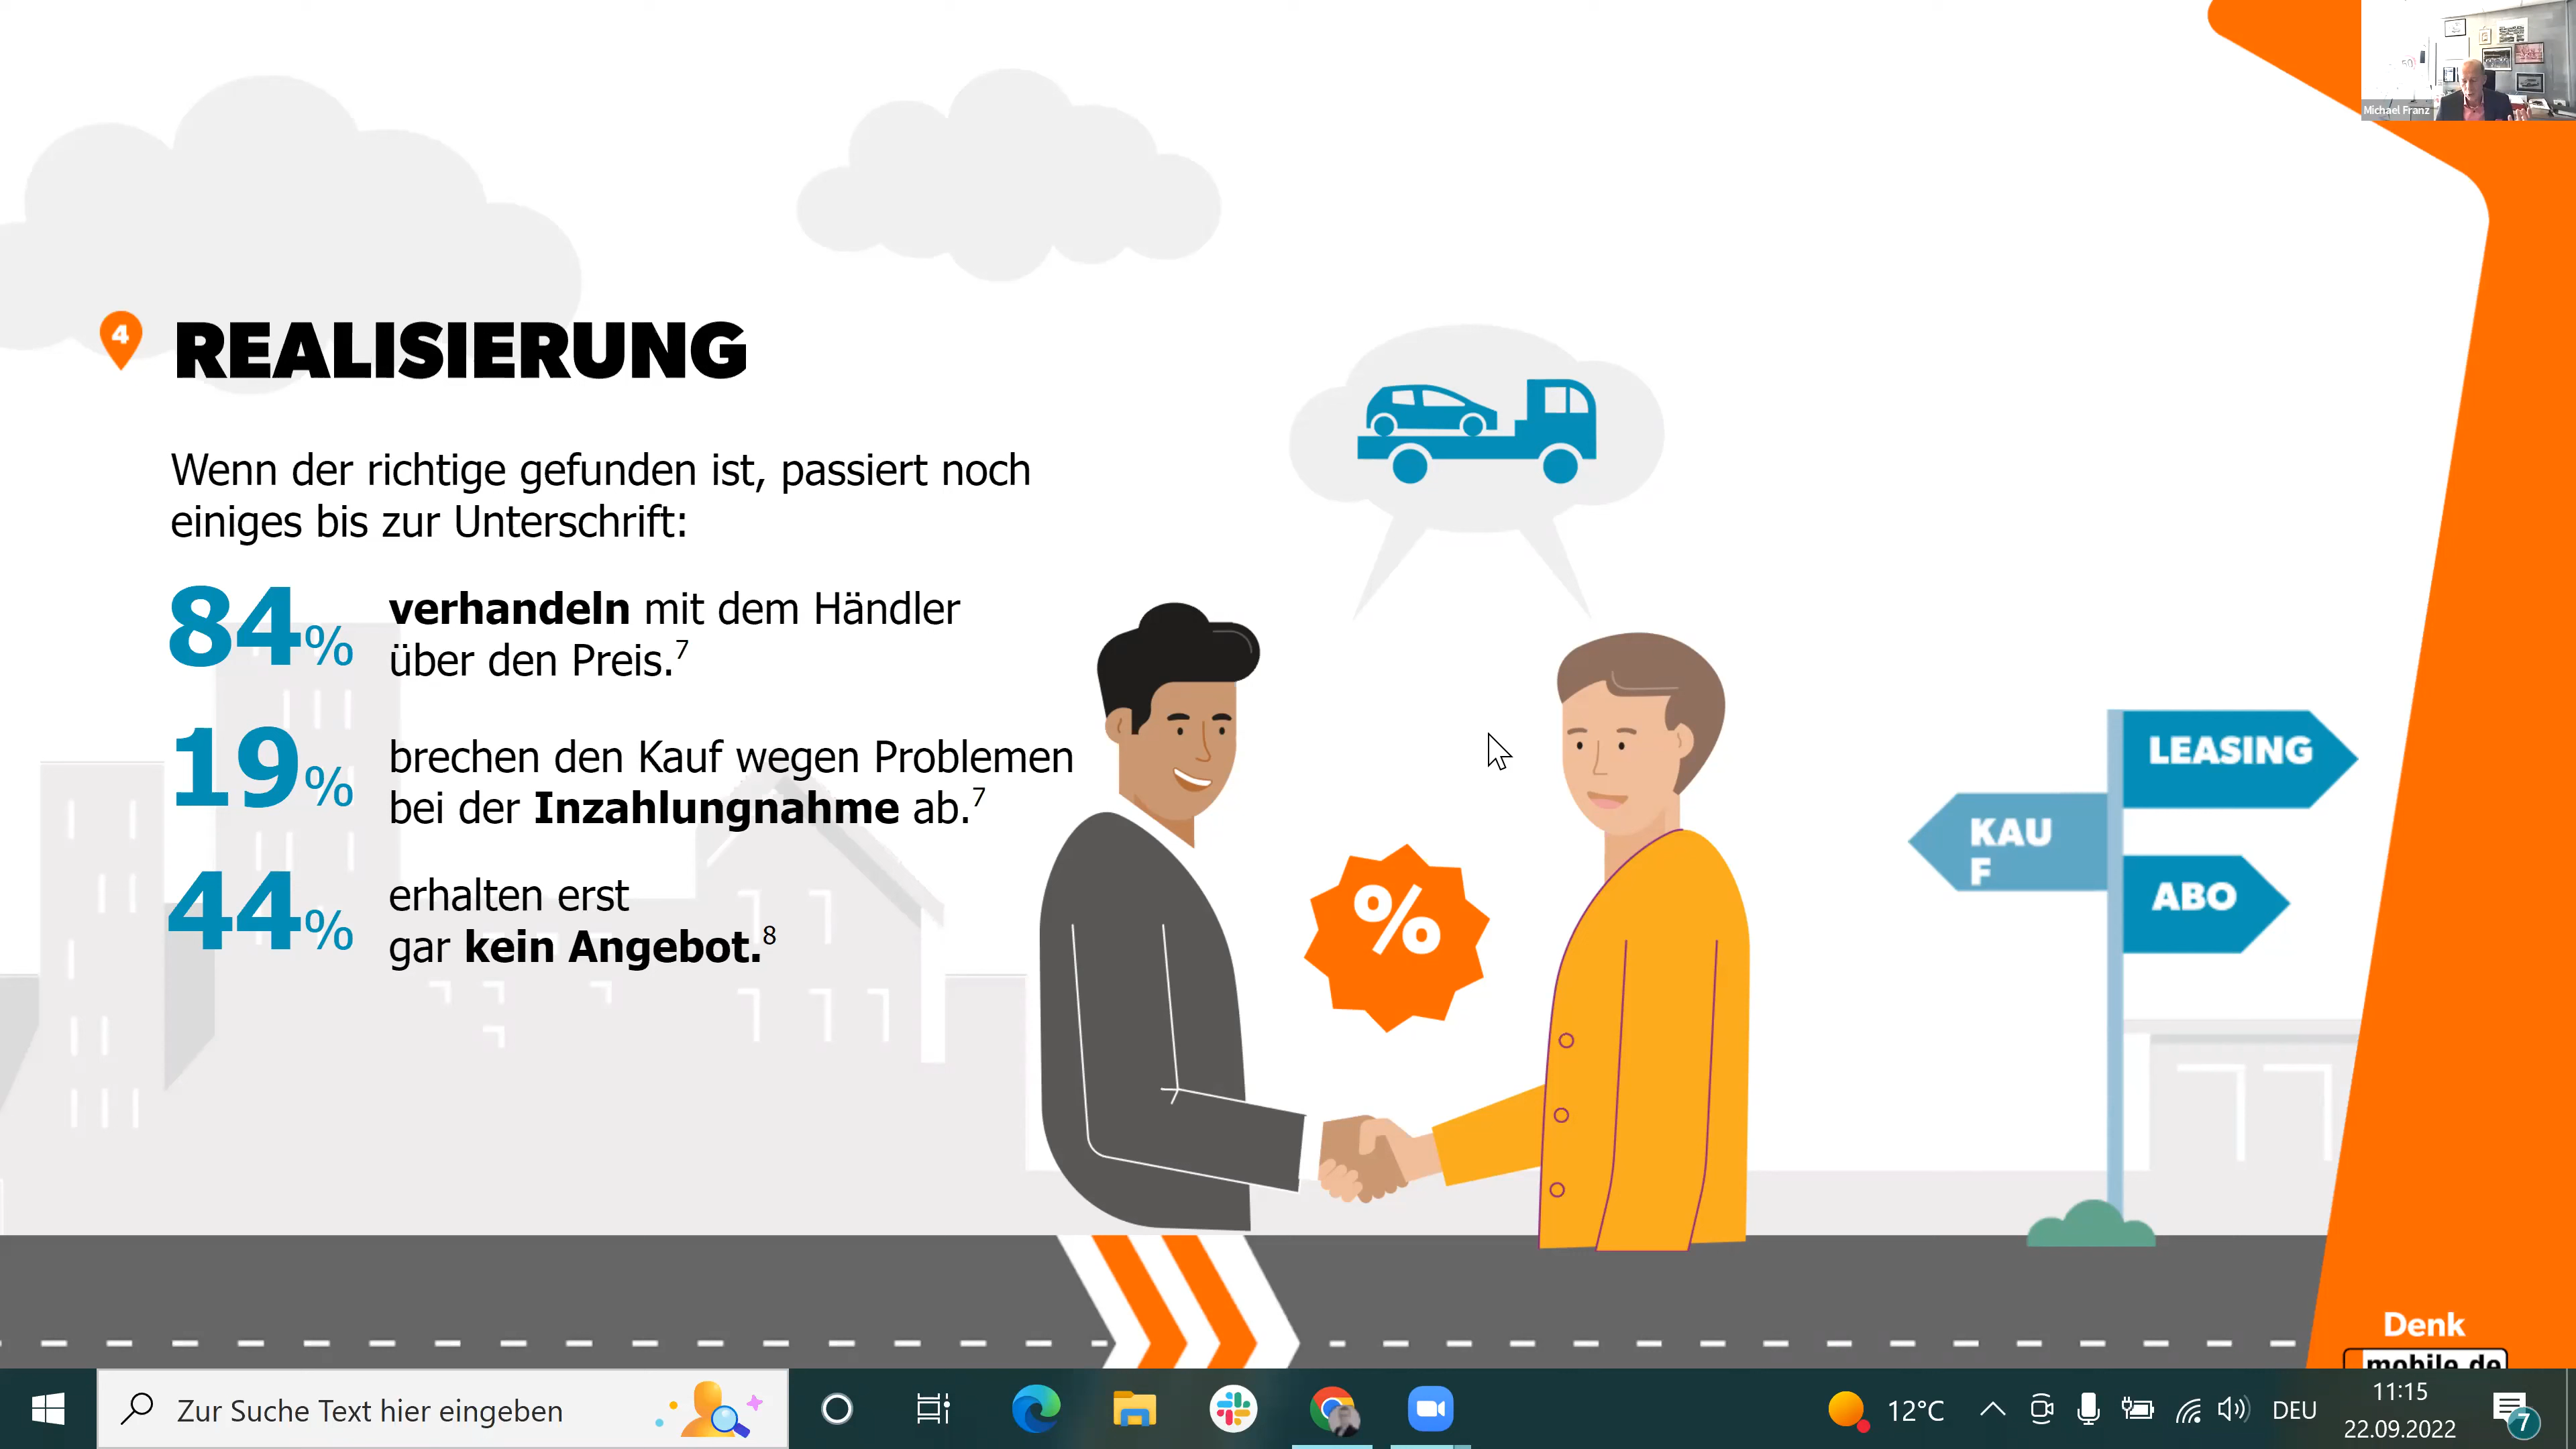 Michael Franz
4
REALISIERUNG
Wenn der richtige gefunden ist, passiert noch
einiges bis zur Unterschrift:
84%
verhandeln mit dem Händler
über den Preis.7
19%
brechen den Kauf wegen Problemen
bei der Inzahlungnahme ab.7
44%
erhalten erst
gar kein Angebot.8
%
LEASING
KAU
F
ABO
Denk
mobile.de
Zur Suche Text hier eingeben
12°C
DEU
11:15
22.09.2022
7